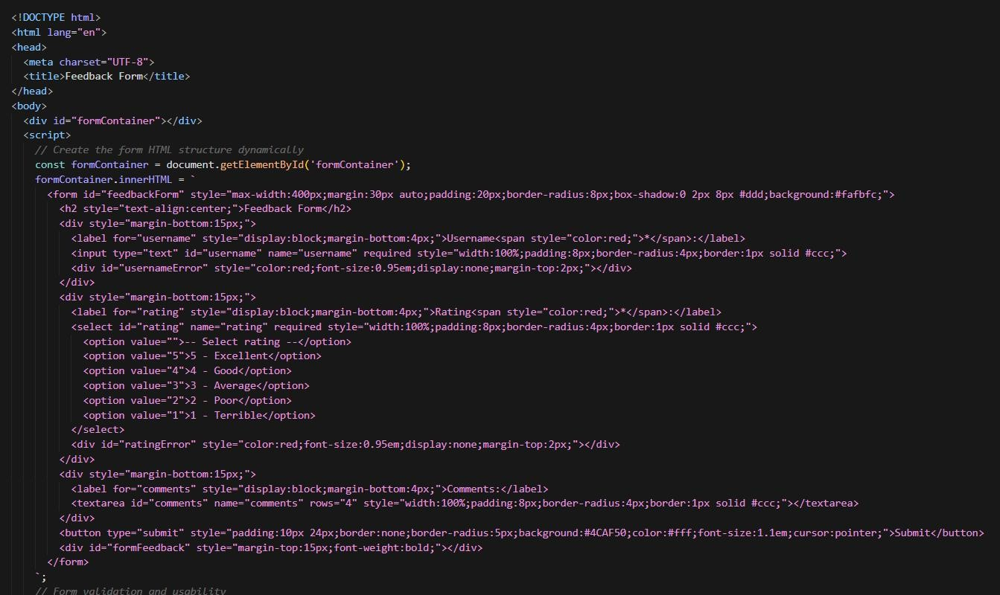 <!DOCTYPE html>
<html lang="en">
<head>
  <meta charset="UTF-8">
  <title>Feedback Form</title>
</head>
<body>
  <div id="formContainer"></div>
  <script>
    // Create the form HTML structure dynamically
    const formContainer = document.getElementById('formContainer');
    formContainer.innerHTML = `
      <form id="feedbackForm" style="max-width:400px;margin:30px auto;padding:20px;border-radius:8px;box-shadow:0 2px 8px #ddd;background:#fafbfc;">
        <h2 style="text-align:center;">Feedback Form</h2>
        <div style="margin-bottom:15px;">
          <label for="username" style="display:block;margin-bottom:4px;">Username<span style="color:red;">*</span>:</label>
          <input type="text" id="username" name="username" required style="width:100%;padding:8px;border-radius:4px;border:1px solid #ccc;">
          <div id="usernameError" style="color:red;font-size:0.95em;display:none;margin-top:2px;"></div>
        </div>
        <div style="margin-bottom:15px;">
          <label for="rating" style="display:block;margin-bottom:4px;">Rating<span style="color:red;">*</span>:</label>
          <select id="rating" name="rating" required style="width:100%;padding:8px;border-radius:4px;border:1px solid #ccc;">
            <option value="">-- Select rating --</option>
            <option value="5">5 - Excellent</option>
            <option value="4">4 - Good</option>
            <option value="3">3 - Average</option>
            <option value="2">2 - Poor</option>
            <option value="1">1 - Terrible</option>
          </select>
          <div id="ratingError" style="color:red;font-size:0.95em;display:none;margin-top:2px;"></div>
        </div>
        <div style="margin-bottom:15px;">
          <label for="comments" style="display:block;margin-bottom:4px;">Comments:</label>
          <textarea id="comments" name="comments" rows="4" style="width:100%;padding:8px;border-radius:4px;border:1px solid #ccc;"></textarea>
        </div>
        <button type="submit" style="padding:10px 24px;border:none;border-radius:5px;background:#4CAF50;color:#fff;font-size:1.1em;cursor:pointer;">Submit</button>
        <div id="formFeedback" style="margin-top:15px;font-weight:bold;"></div>
      </form>
    `;
    // Form validation and usability